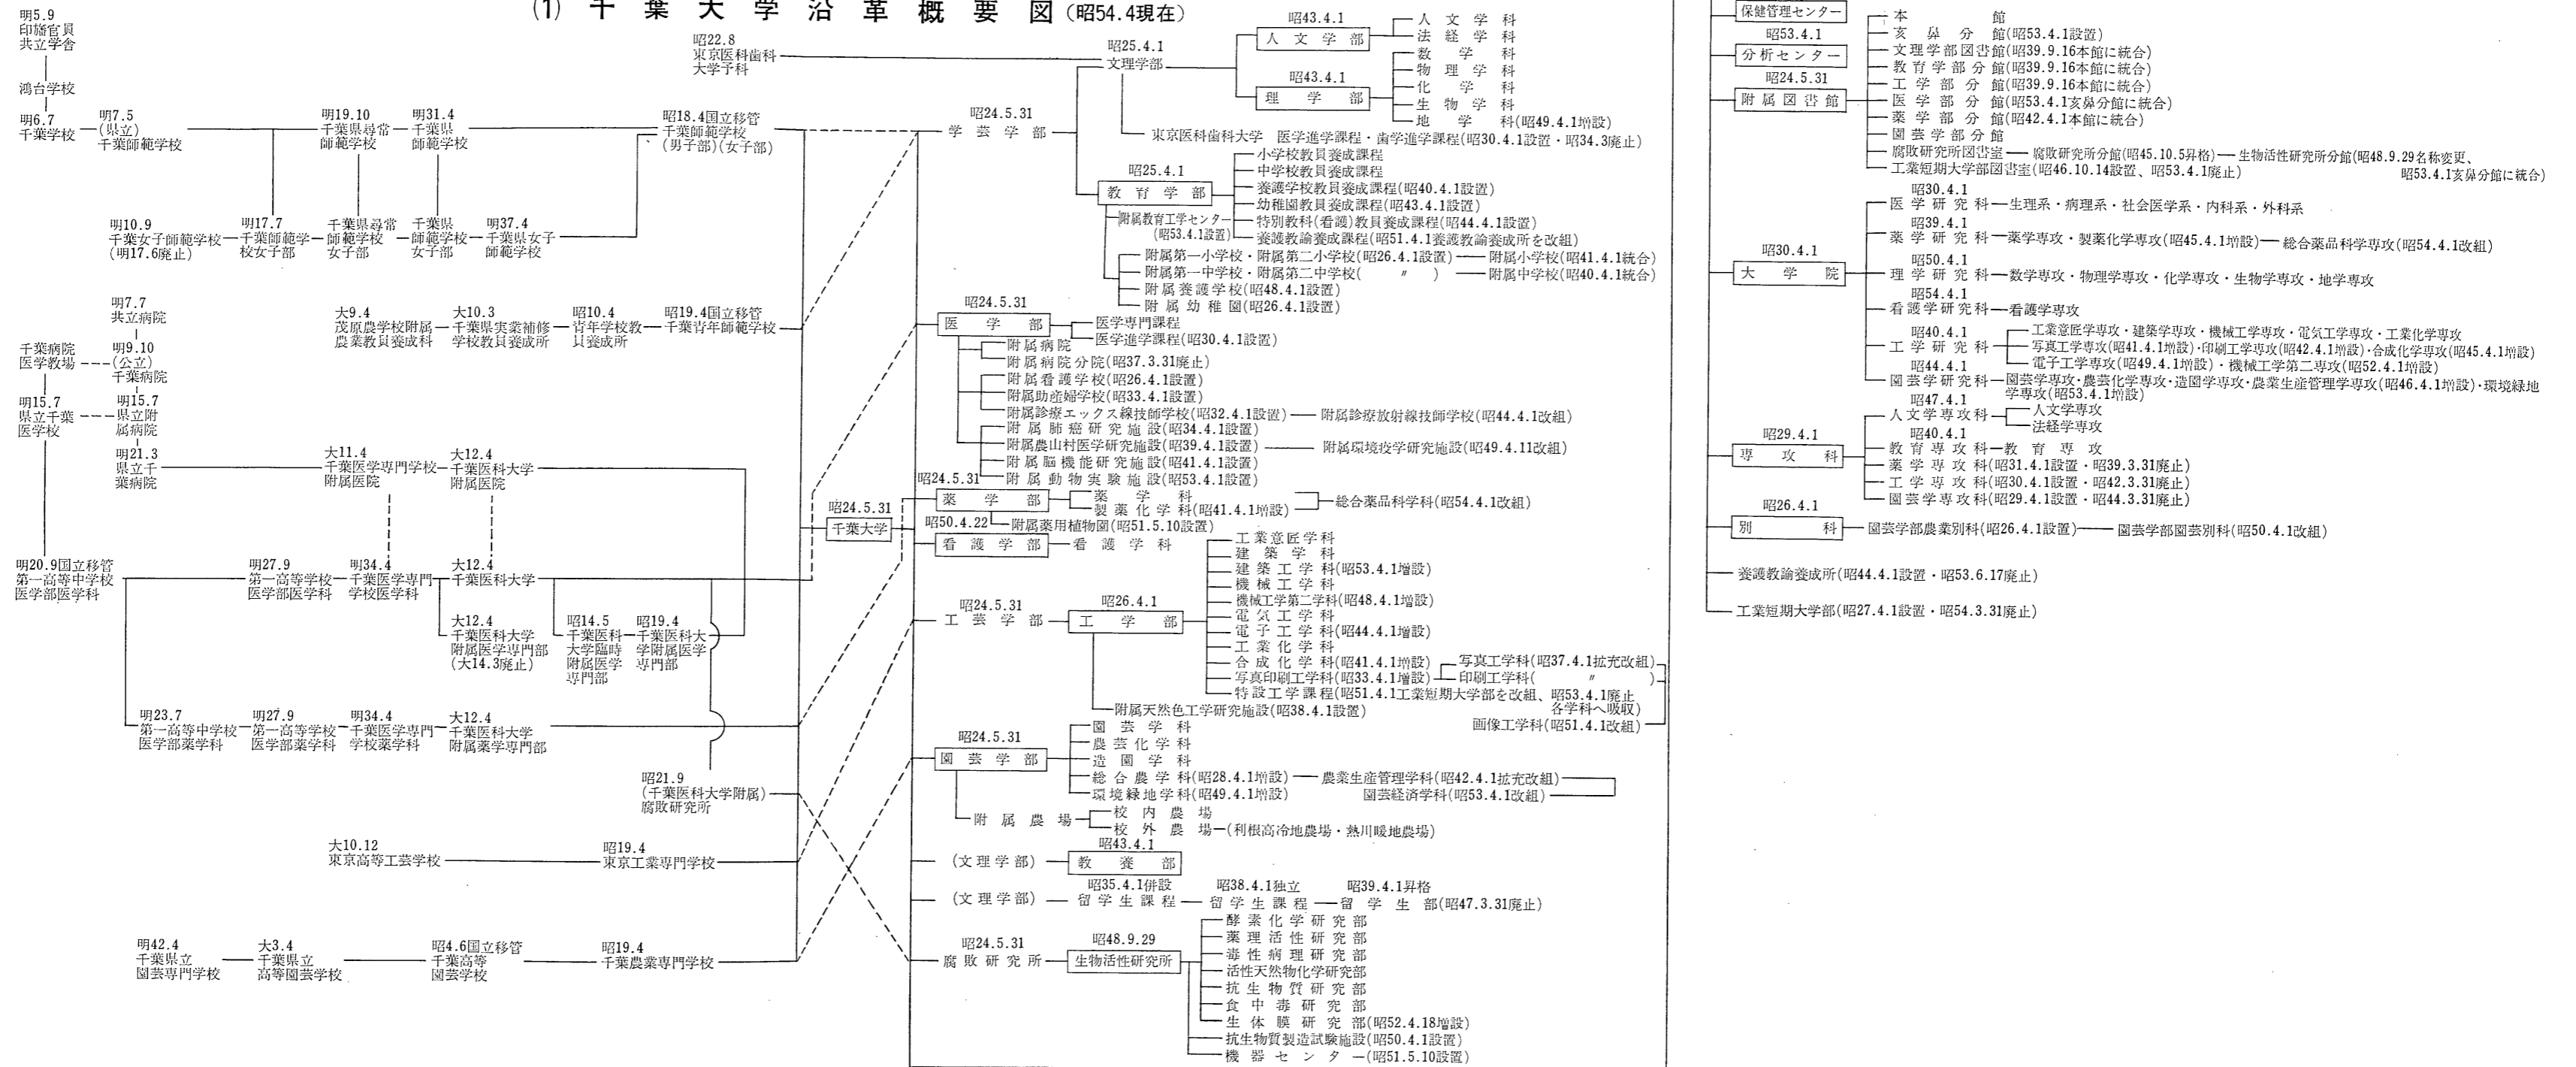 (1) 千葉大学沿革概要図(昭54.4現在)
明5.9
印旛官員
共立学舎
鴻台学校
明6.7
千葉学校
明7.5
(県立)
千葉師範学校
明19.10
千葉県尋常
師範学校
明31.4
千葉県
師範学校
昭18.4国立移管
千葉師範学校
(男子部)(女子部)
昭22.8
東京医科歯科
大学予科
明10.9
千葉女子師範学校
(明17.6廃止)
明17.7
千葉師範学
校女子部
千葉県尋常
師範学校
女子部
千葉県
師範学校
女子部
明37.4
千葉県女子
師範学校
大9.4
茂原農学校附属
農業教員養成科
大10.3
千葉県実業補修
学校教員養成所
昭10.4
青年学校教
員養成所
昭19.4国立移管
千葉青年師範学校
明7.7
共立病院
千葉病院
医学教場
明9.10
(公立)
千葉病院
明15.7
県立千葉
医学校
明15.7
県立附
属病院
明21.3
県立千
葉病院
大11.4
千葉医学専門学校
附属医院
大12.4
千葉医科大学
附属医院
明20.9国立移管
第一高等中学校
医学部医学科
明27.9
第一高等学校
医学部医学科
明34.4
千葉医学専門
学校医学科
大12.4
千葉医科大学
大12.4
千葉医科大学
附属医学専門部
(大14.3廃止)
昭14.5
千葉医科
大学臨時
附属医学
専門部
昭19.4
千葉医科大
学附属医学
専門部
明23.7
第一高等中学校
医学部薬学科
明27.9
第一高等学校
医学部薬学科
明34.4
千葉医学専門
学校薬学科
大12.4
千葉医科大学
附属薬学専門部
昭21.9
(千葉医科大学附属)
腐敗研究所
大10.12
東京高等工芸学校
昭19.4
東京工業専門学校
明42.4
千葉県立
園芸専門学校
大3.4
千葉県立
高等園芸学校
昭4.6国立移管
千葉高等
園芸学校
昭19.4
千葉農業専門学校
昭24.5.31
千葉大学
昭24.5.31
学芸学部
昭25.4.1
文理学部
昭43.4.1
人文学部
人文学科
法経学科
昭43.4.1
理学部
数学科
物理学科
化学科
生物学科
地学科(昭49.4.1増設)
東京医科歯科大学 医学進学課程・歯学進学課程(昭30.4.1設置・昭34.3廃止)
昭25.4.1
教育学部
小学校教員養成課程
中学校教員養成課程
養護学校教員養成課程(昭40.4.1設置)
幼稚園教員養成課程(昭43.4.1設置)
特別教科(看護)教員養成課程(昭44.4.1設置)
養護教諭養成課程(昭51.4.1養護教諭養成所を改組)
附属教育工学センター
(昭53.4.1設置)
附属第一小学校・附属第二小学校(昭26.4.1設置) 附属小学校(昭41.4.1統合)
附属第一中学校・附属第二中学校( 〃 ) 附属中学校(昭40.4.1統合)
附属養護学校(昭48.4.1設置)
附属幼稚園(昭26.4.1設置)
昭24.5.31
医学部
医学専門課程
医学進学課程(昭30.4.1設置)
附属病院
附属病院分院(昭37.3.31廃止)
附属看護学校(昭26.4.1設置)
附属助産婦学校(昭33.4.1設置)
附属診療エックス線技師学校(昭32.4.1設置) 附属診療放射線技師学校(昭44.4.1改組)
附属肺癌研究施設(昭34.4.1設置)
附属農山村医学研究施設(昭39.4.1設置) 附属環境疫学研究施設(昭49.4.11改組)
附属脳機能研究施設(昭41.4.1設置)
附属動物実験施設(昭53.4.1設置)
昭24.5.31
薬学部
薬学科
製薬化学科(昭41.4.1増設)
総合薬品科学科(昭54.4.1改組)
附属薬用植物園(昭51.5.10設置)
昭50.4.22
看護学部
看護学科
昭24.5.31
工芸学部
昭26.4.1
工学部
工業意匠学科
建築学科
建築工学科(昭53.4.1増設)
機械工学科
機械工学第二学科(昭48.4.1増設)
電気工学科
電子工学科(昭44.4.1増設)
工業化学科
合成化学科(昭41.4.1増設)
写真印刷工学科(昭33.4.1増設)
写真工学科(昭37.4.1拡充改組)
印刷工学科( 〃 )
特設工学課程(昭51.4.1工業短期大学部を改組、昭53.4.1廃止
各学科へ吸収)
附属天然色工学研究施設(昭38.4.1設置)
画像工学科(昭51.4.1改組)
昭24.5.31
園芸学部
園芸学科
農芸化学科
造園学科
総合農学科(昭28.4.1増設) 農業生産管理学科(昭42.4.1拡充改組)
環境緑地学科(昭49.4.1増設) 園芸経済学科(昭53.4.1改組)
附属農場
校内農場
校外農場 (利根高冷地農場・熱川暖地農場)
(文理学部)
昭43.4.1
教養部
(文理学部)
昭35.4.1併設
留学生課程
昭38.4.1独立
留学生課程
昭39.4.1昇格
留学生部(昭47.3.31廃止)
昭24.5.31
腐敗研究所
昭48.9.29
生物活性研究所
酵素化学研究部
薬理活性研究部
毒性病理研究部
活性天然物化学研究部
抗生物質研究部
食中毒研究部
生体膜研究部(昭52.4.18増設)
抗生物質製造試験施設(昭50.4.1設置)
機器センター(昭51.5.10設置)
保健管理センター
昭53.4.1
分析センター
昭24.5.31
附属図書館
本館
亥鼻分館(昭53.4.1設置)
文理学部図書館(昭39.9.16本館に統合)
教育学部分館(昭39.9.16本館に統合)
工学部分館(昭39.9.16本館に統合)
医学部分館(昭53.4.1亥鼻分館に統合)
薬学部分館(昭42.4.1本館に統合)
園芸学部分館
腐敗研究所図書室 腐敗研究所分館(昭45.10.5昇格) 生物活性研究所分館(昭48.9.29名称変更、
昭53.4.1亥鼻分館に統合)
工業短期大学部図書室(昭46.10.14設置、昭53.4.1廃止)
昭30.4.1
大学院
昭30.4.1
医学研究科 生理系・病理系・社会医学系・内科系・外科系
昭39.4.1
薬学研究科 薬学専攻・製薬化学専攻(昭45.4.1増設) 総合薬品科学専攻(昭54.4.1改組)
昭50.4.1
理学研究科 数学専攻・物理学専攻・化学専攻・生物学専攻・地学専攻
昭54.4.1
看護学研究科 看護学専攻
昭40.4.1
工学研究科
工業意匠学専攻・建築学専攻・機械工学専攻・電気工学専攻・工業化学専攻
写真工学専攻(昭41.4.1増設)・印刷工学専攻(昭42.4.1増設)・合成化学専攻(昭45.4.1増設)
電子工学専攻(昭49.4.1増設)・機械工学第二専攻(昭52.4.1増設)
昭44.4.1
園芸学研究科 園芸学専攻・農芸化学専攻・造園学専攻・農業生産管理学専攻(昭46.4.1増設)・環境緑地
学専攻(昭53.4.1増設)
昭29.4.1
専攻科
昭47.4.1
人文学専攻科
人文学専攻
法経学専攻
昭40.4.1
教育専攻科 教育専攻
薬学専攻科(昭31.4.1設置・昭39.3.31廃止)
工学専攻科(昭30.4.1設置・昭42.3.31廃止)
園芸学専攻科(昭29.4.1設置・昭44.3.31廃止)
昭26.4.1
別科
園芸学部農業別科(昭26.4.1設置) 園芸学部園芸別科(昭50.4.1改組)
養護教諭養成所(昭44.4.1設置・昭53.6.17廃止)
工業短期大学部(昭27.4.1設置・昭54.3.31廃止)